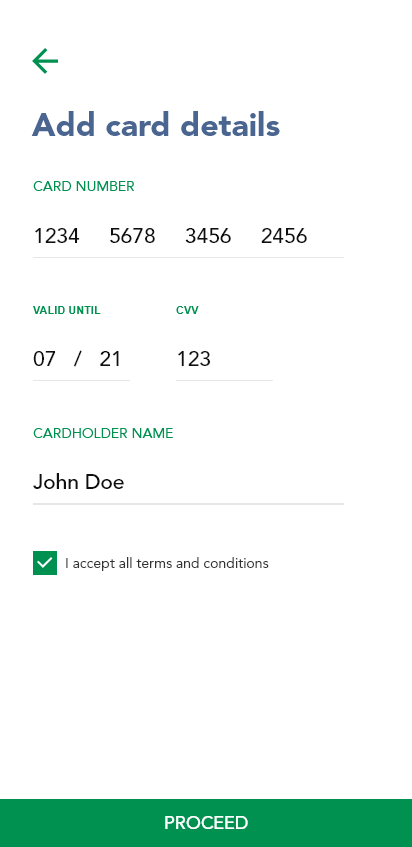 Add card details
CARD NUMBER
1234 5678 3456 2456
VALID UNTIL CVV
07 / 21 123
CARDHOLDER NAME
John Doe
I accept all terms and conditions
PROCEED